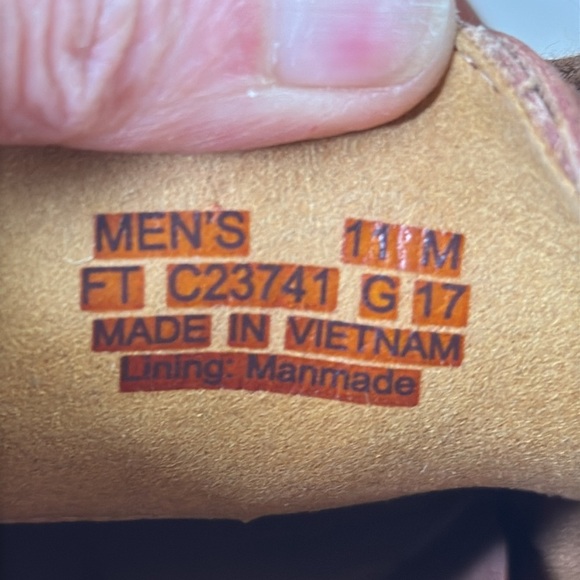 MEN'S 11 M
FT C23741 G 17
MADE IN VIETNAM
Lining: Manmade